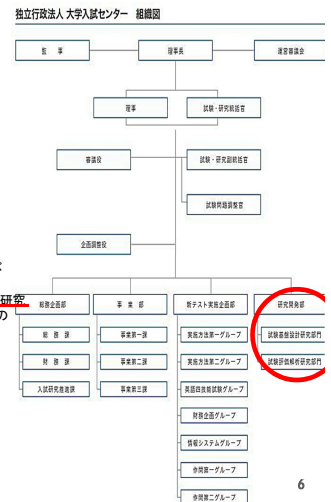 独立行政法人 大学入試センター 組織図
監 事
理事長
運営審議会
理事
試験・研究統括官
審議役
試験・研究副統括官
試験問題調整官
企画調整役
研究
の
総務企画部
事 業 部
新テスト実施企画部
研究開発部
総 務 課
事業第一課
実施方法第一グループ
試験基盤設計研究部門
財 務 課
事業第二課
実施方法第二グループ
試験評価解析研究部門
入試研究推進課
事業第三課
英語四技能試験グループ
財務企画グループ
情報システムグループ
作問第一グループ
作問第二グループ
6